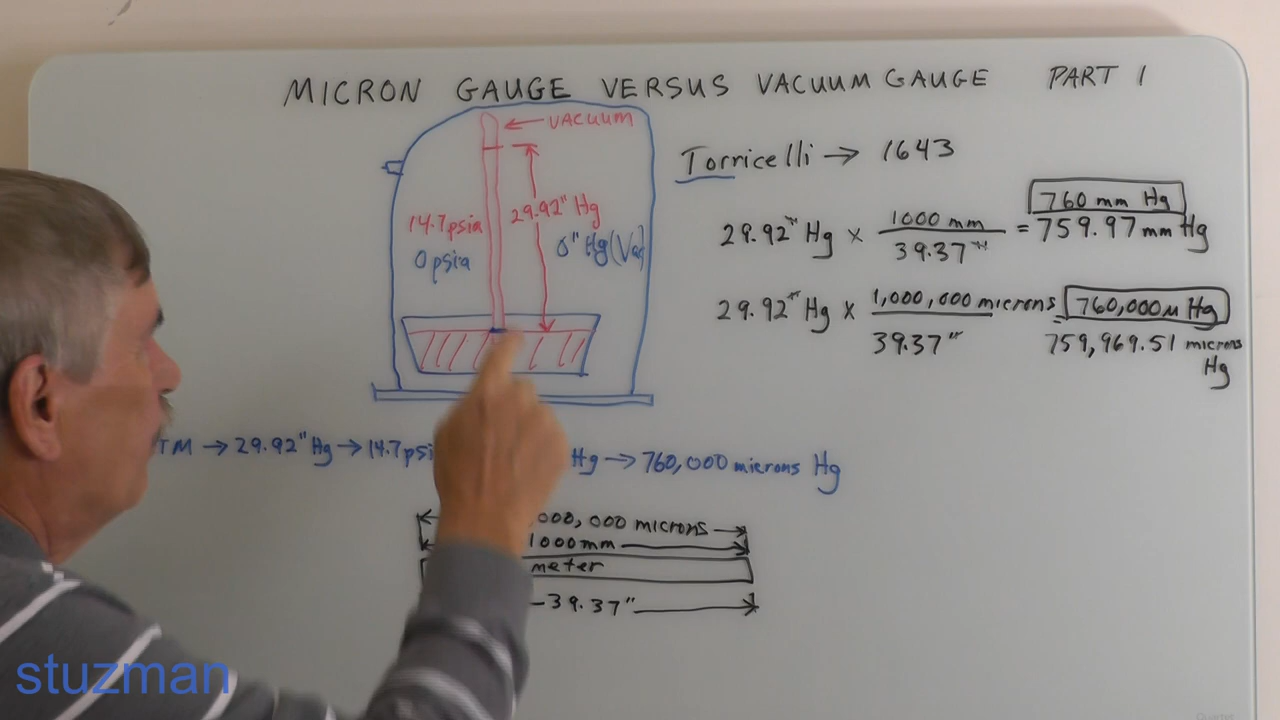 MICRON GAUGE VERSUS VACUUM GAUGE PART 1
VACUUM
14.7 psia
29.92" Hg
0 psia
0" Hg (Vac)
Torricelli → 1643
29.92" Hg × 1000 mm / 39.37" = 759.97 mm Hg
760 mm Hg
29.92" Hg × 1,000,000 microns / 39.37" = 759,969.51 microns Hg
760,000 μ Hg
TM → 29.92" Hg → 14.7 psi Hg → 760,000 microns Hg
000,000 microns
1000 mm
meter
39.37"
stuzman